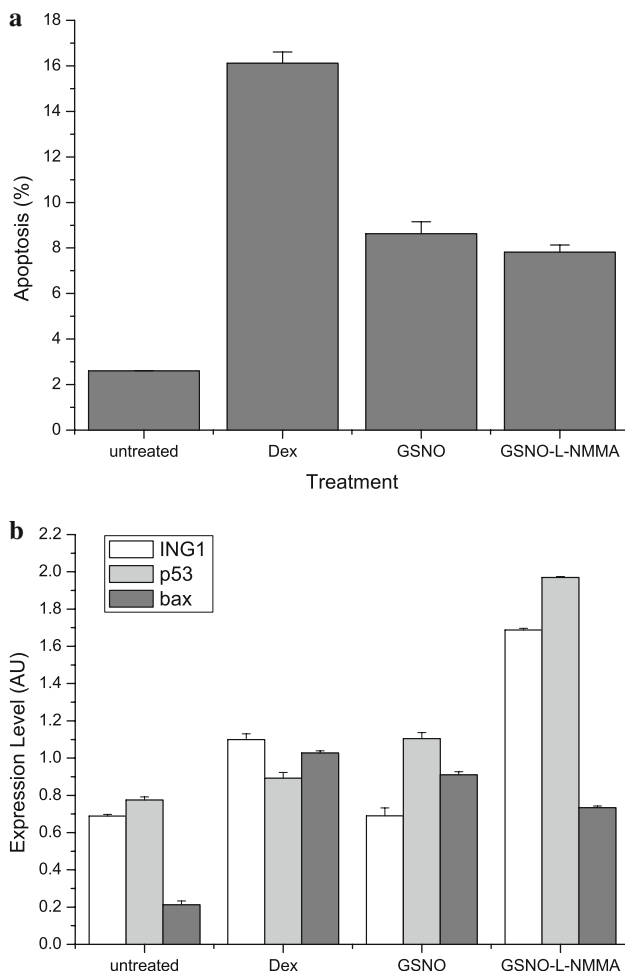 a
18
16
14
12
10
8
6
4
2
0
Apoptosis (%)
untreated Dex GSNO GSNO-L-NMMA
Treatment
b
2.2
2.0
1.8
1.6
1.4
1.2
1.0
0.8
0.6
0.4
0.2
0.0
Expression Level (AU)
ING1
p53
bax
untreated Dex GSNO GSNO-L-NMMA